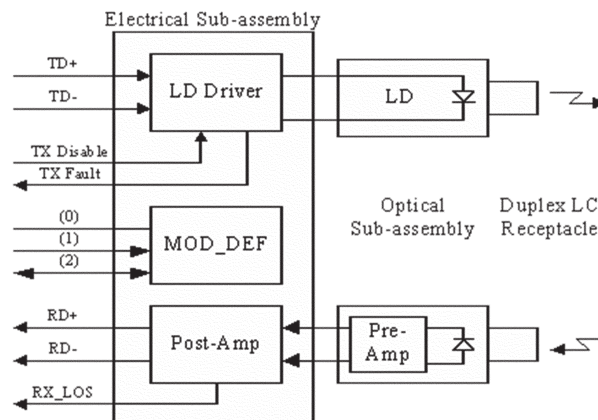 Electrical Sub-assembly
TD+
TD-
LD Driver
LD
TX Disable
TX Fault
(0)
(1)
(2)
MOD_DEF
Optical
Sub-assembly
Duplex LC
Receptacle
RD+
RD-
Post-Amp
Pre-
Amp
RX_LOS